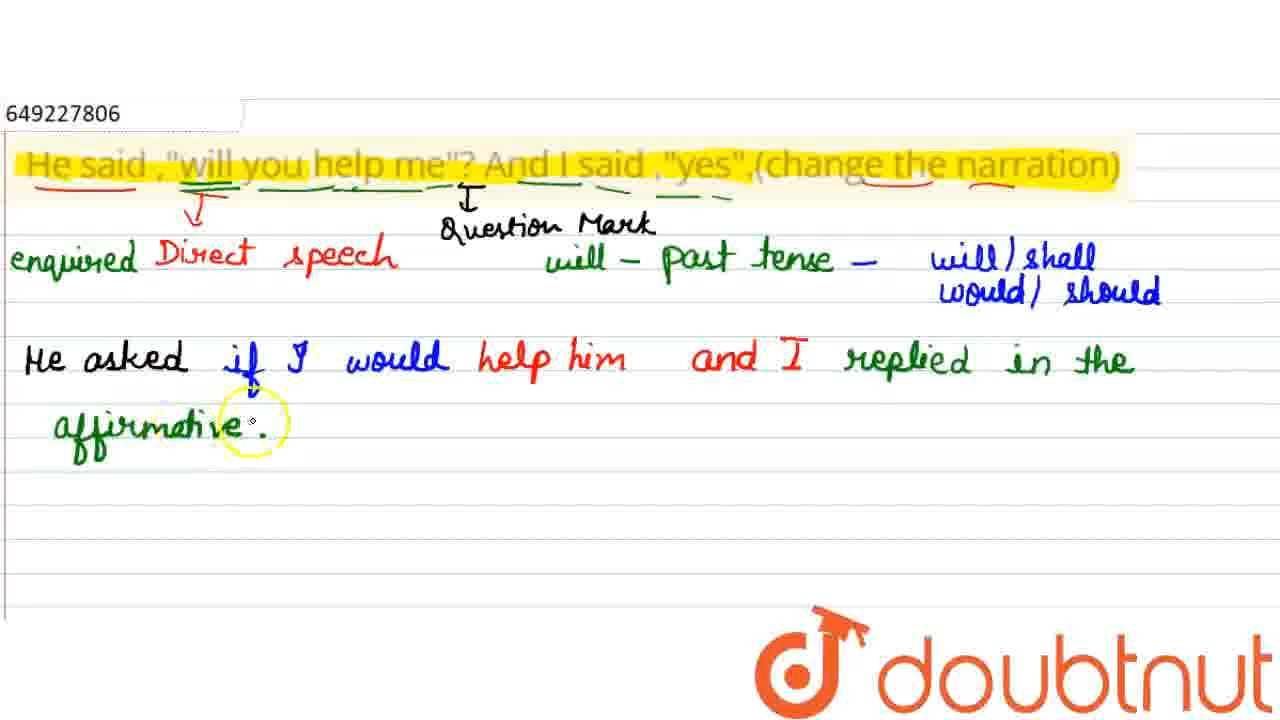 649227806
He said ,"will you help me"? And I said ,"yes".(change the narration)
Question Mark
enquired Direct speech will - past tense - will/shall
would/ should
He asked if I would help him and I replied in the
affirmative.
doubtnut